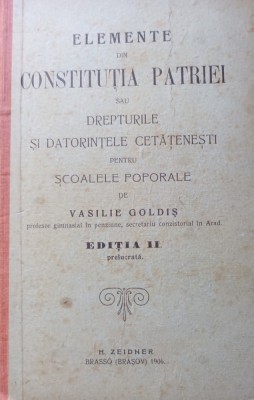 ELEMENTE
DIN
CONSTITUȚIA PATRIEI
SAU
DREPTURILE
ȘI DATORINȚELE CETĂȚENEȘTI
PENTRU
ȘCOALELE POPORALE
DE
VASILIE GOLDIȘ
profesor gimnasial în pensiune, secretariu consistorial în Arad.
EDIȚIA II
prelucrată.
H. ZEIDNER
BRASSÓ (BRAȘOV) 1906.